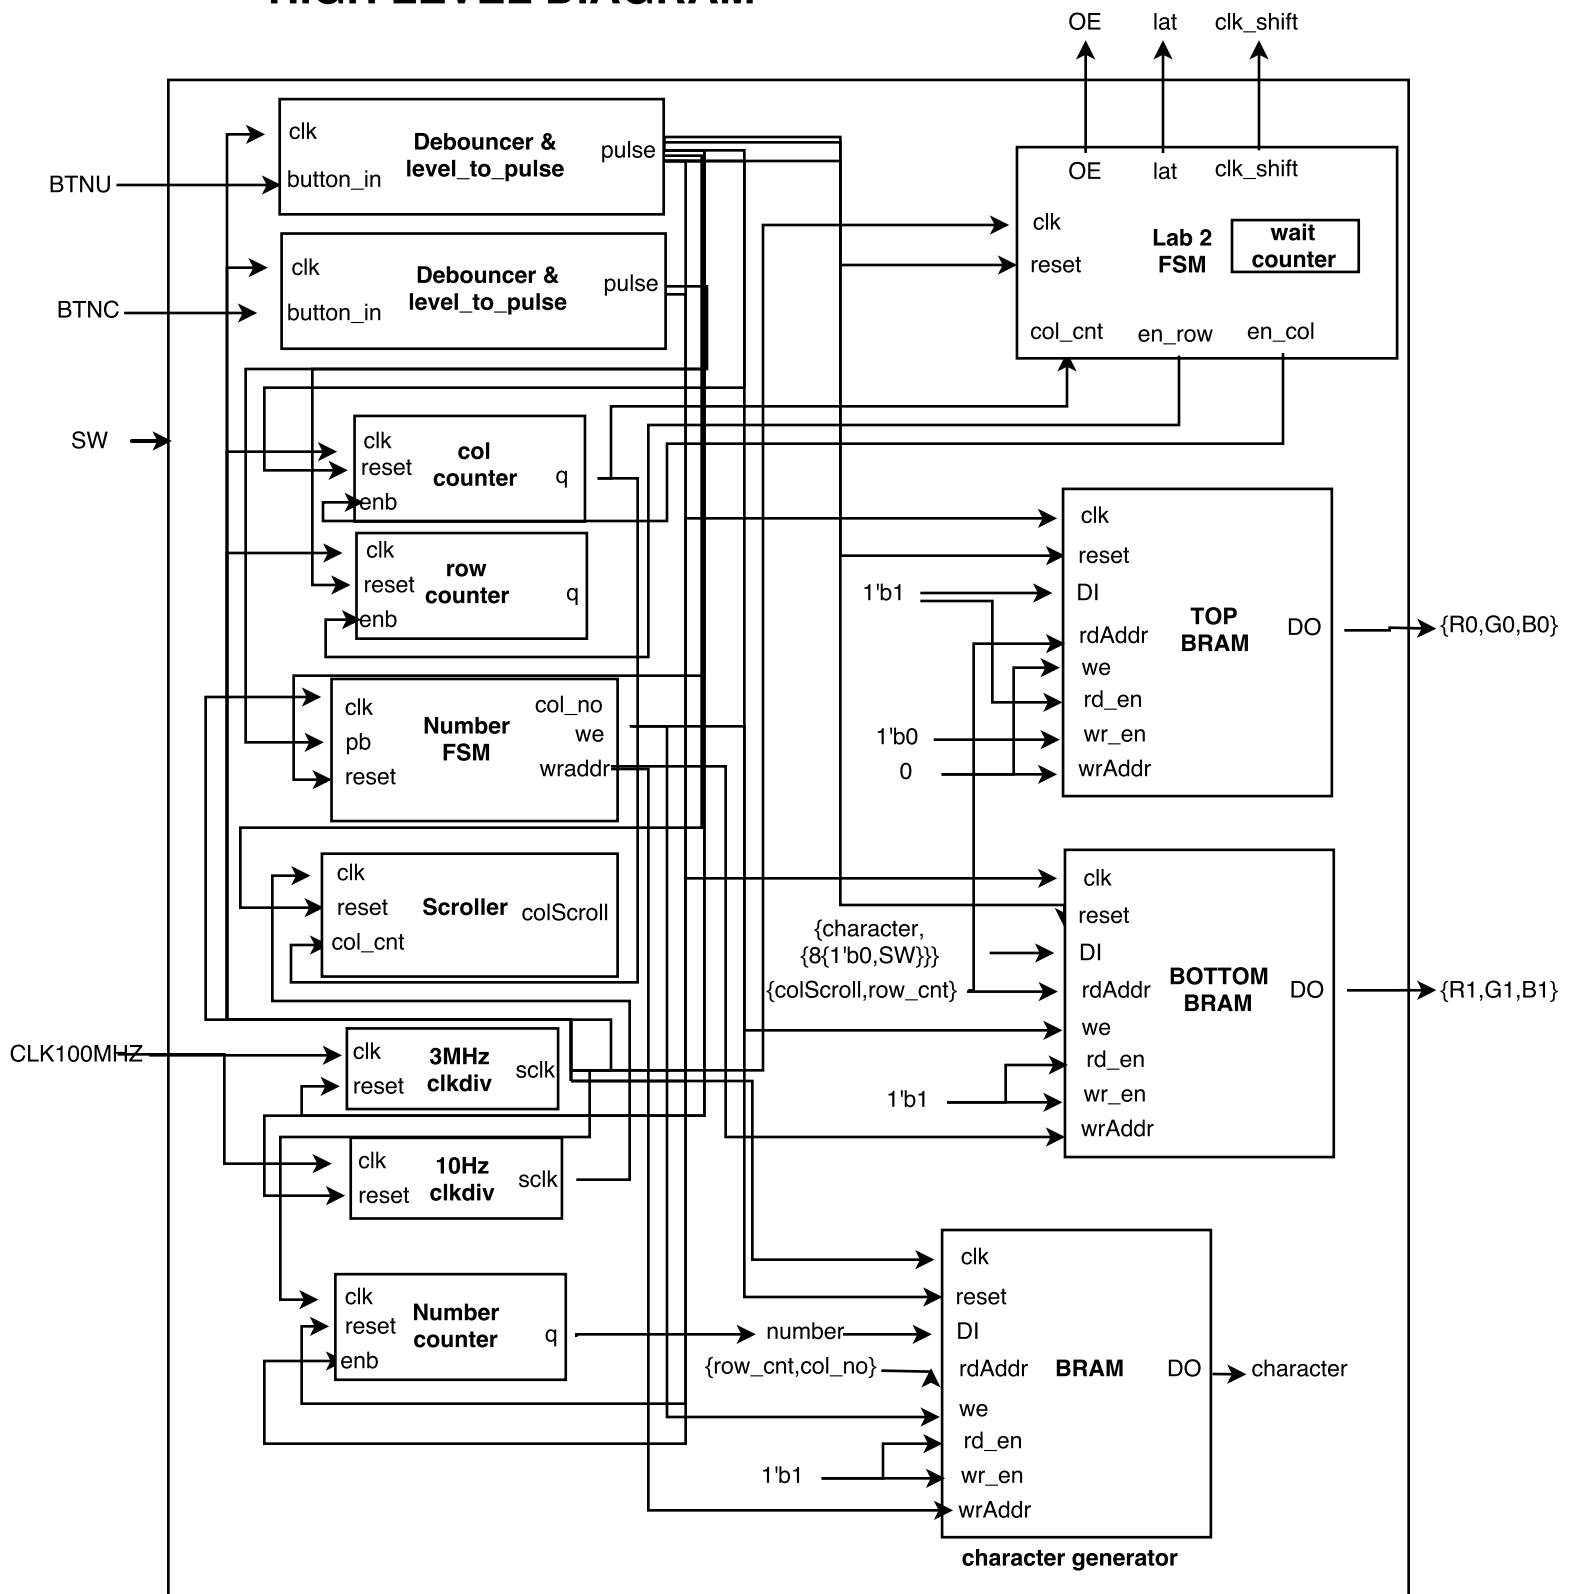 HIGH LEVEL DIAGRAM
OE lat clk_shift
clk
Debouncer &
level_to_pulse
pulse
button_in
BTNU
OE lat clk_shift
clk
reset
Lab 2
FSM
wait
counter
col_cnt en_row en_col
clk
Debouncer &
level_to_pulse
pulse
button_in
BTNC
SW
clk
reset
enb
col
counter
q
clk
reset
enb
row
counter
q
clk
pb
reset
Number
FSM
col_no
we
wraddr
clk
reset
col_cnt
Scroller
colScroll
CLK100MHZ
clk
reset
3MHz
clkdiv
sclk
clk
reset
10Hz
clkdiv
sclk
clk
reset
enb
Number
counter
q
1'b1
1'b0
0
clk
reset
DI
rdAddr
we
rd_en
wr_en
wrAddr
TOP
BRAM
DO
{R0,G0,B0}
{character,
{8{1'b0,SW}}}
{colScroll,row_cnt}
1'b1
clk
reset
DI
rdAddr
we
rd_en
wr_en
wrAddr
BOTTOM
BRAM
DO
{R1,G1,B1}
number
{row_cnt,col_no}
1'b1
clk
reset
DI
rdAddr
we
rd_en
wr_en
wrAddr
BRAM
DO
character
character generator